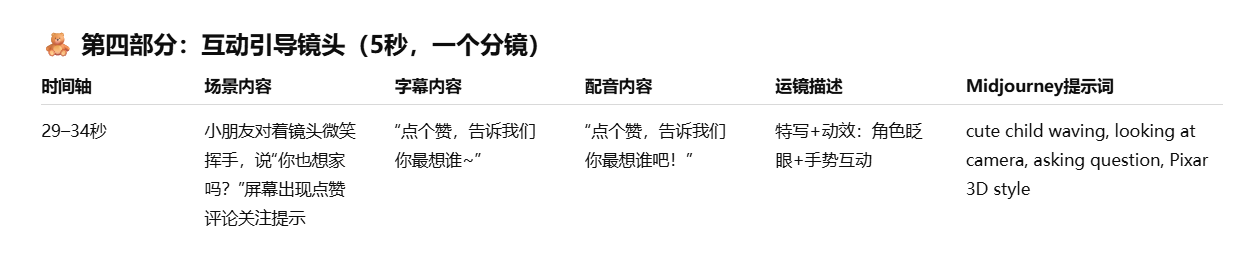 第四部分：互动引导镜头（5秒，一个分镜）
时间轴 场景内容 字幕内容 配音内容 运镜描述 Midjourney提示词
29–34秒
小朋友对着镜头微笑
挥手，说“你也想家
吗？”屏幕出现点赞
评论关注提示
“点个赞，告诉我们
你最想谁~”
“点个赞，告诉我们
你最想谁吧！”
特写+动效：角色眨
眼+手势互动
cute child waving, looking at
camera, asking question, Pixar
3D style